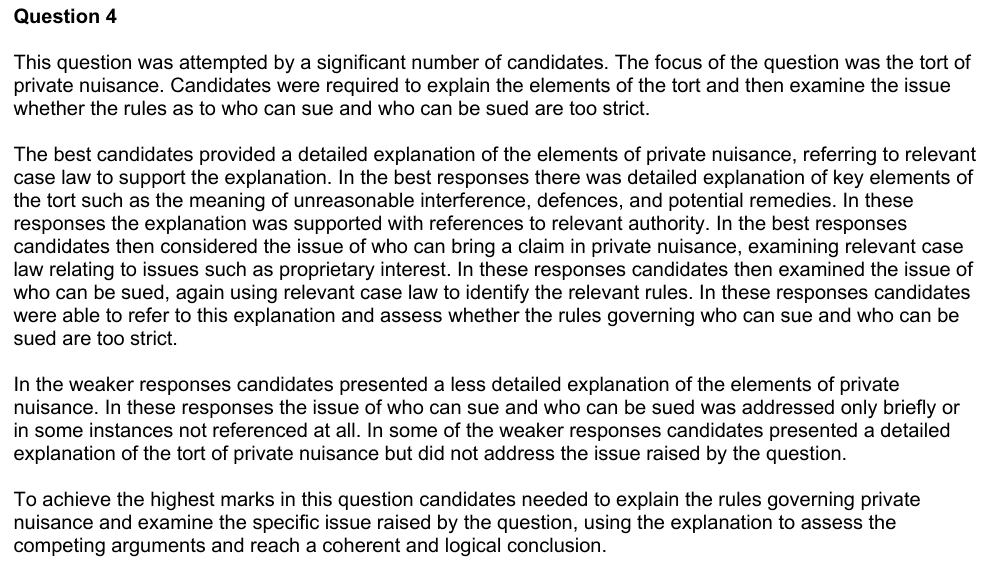 Question 4
This question was attempted by a significant number of candidates. The focus of the question was the tort of
private nuisance. Candidates were required to explain the elements of the tort and then examine the issue
whether the rules as to who can sue and who can be sued are too strict.
The best candidates provided a detailed explanation of the elements of private nuisance, referring to relevant
case law to support the explanation. In the best responses there was detailed explanation of key elements of
the tort such as the meaning of unreasonable interference, defences, and potential remedies. In these
responses the explanation was supported with references to relevant authority. In the best responses
candidates then considered the issue of who can bring a claim in private nuisance, examining relevant case
law relating to issues such as proprietary interest. In these responses candidates then examined the issue of
who can be sued, again using relevant case law to identify the relevant rules. In these responses candidates
were able to refer to this explanation and assess whether the rules governing who can sue and who can be
sued are too strict.
In the weaker responses candidates presented a less detailed explanation of the elements of private
nuisance. In these responses the issue of who can sue and who can be sued was addressed only briefly or
in some instances not referenced at all. In some of the weaker responses candidates presented a detailed
explanation of the tort of private nuisance but did not address the issue raised by the question.
To achieve the highest marks in this question candidates needed to explain the rules governing private
nuisance and examine the specific issue raised by the question, using the explanation to assess the
competing arguments and reach a coherent and logical conclusion.